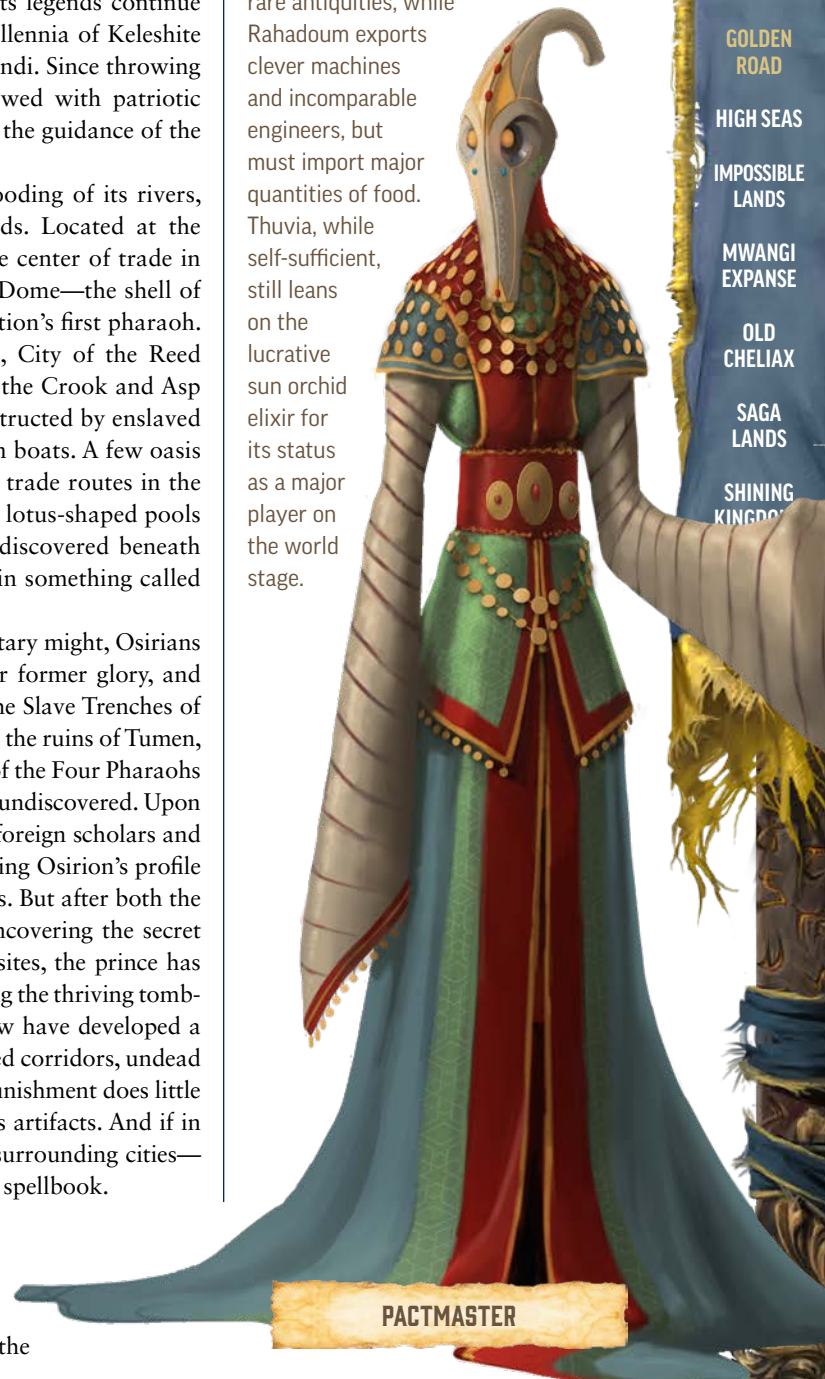 ts legends continue
illennia of Keleshite
ndi. Since throwing
wed with patriotic
the guidance of the
ooding of its rivers,
ds. Located at the
e center of trade in
Dome—the shell of
tion’s first pharaoh.
, City of the Reed
the Crook and Asp
structed by enslaved
n boats. A few oasis
trade routes in the
lotus-shaped pools
discovered beneath
in something called
tary might, Osirians
r former glory, and
he Slave Trenches of
the ruins of Tumen,
of the Four Pharaohs
undiscovered. Upon
foreign scholars and
ing Osirion’s profile
s. But after both the
ncovering the secret
sites, the prince has
g the thriving tomb-
w have developed a
ed corridors, undead
unishment does little
s artifacts. And if in
surrounding cities—
spellbook.
the
rare antiquities, while
Rahadoum exports
clever machines
and incomparable
engineers, but
must import major
quantities of food.
Thuvia, while
self-sufficient,
still leans
on the
lucrative
sun orchid
elixir for
its status
as a major
player on
the world
stage.
PACTMASTER
GOLDEN
ROAD
HIGH SEAS
IMPOSSIBLE
LANDS
MWANGI
EXPANSE
OLD
CHELIAX
SAGA
LANDS
SHINING